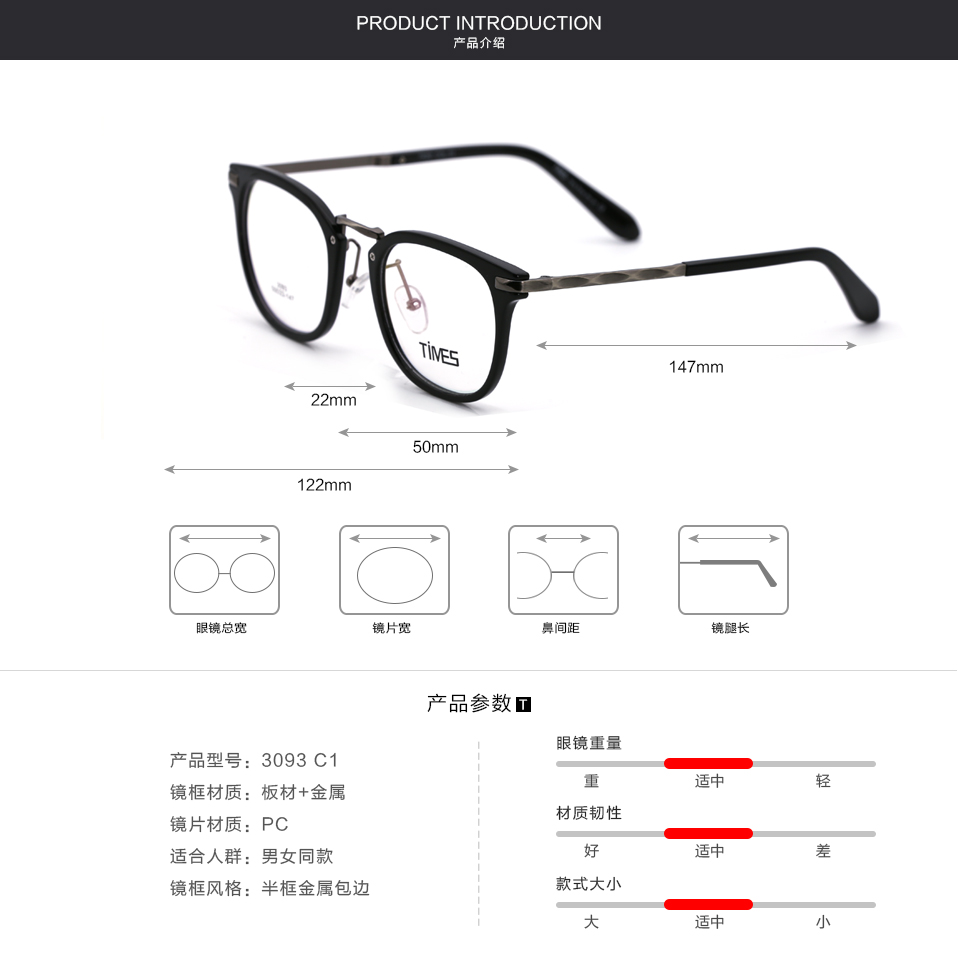 PRODUCT INTRODUCTION
产品介绍
TiMES
147mm
22mm
50mm
122mm
眼镜总宽
镜片宽
鼻间距
镜腿长
产品参数 T
产品型号：3093 C1
镜框材质：板材+金属
镜片材质：PC
适合人群：男女同款
镜框风格：半框金属包边
眼镜重量
重 适中 轻
材质韧性
好 适中 差
款式大小
大 适中 小